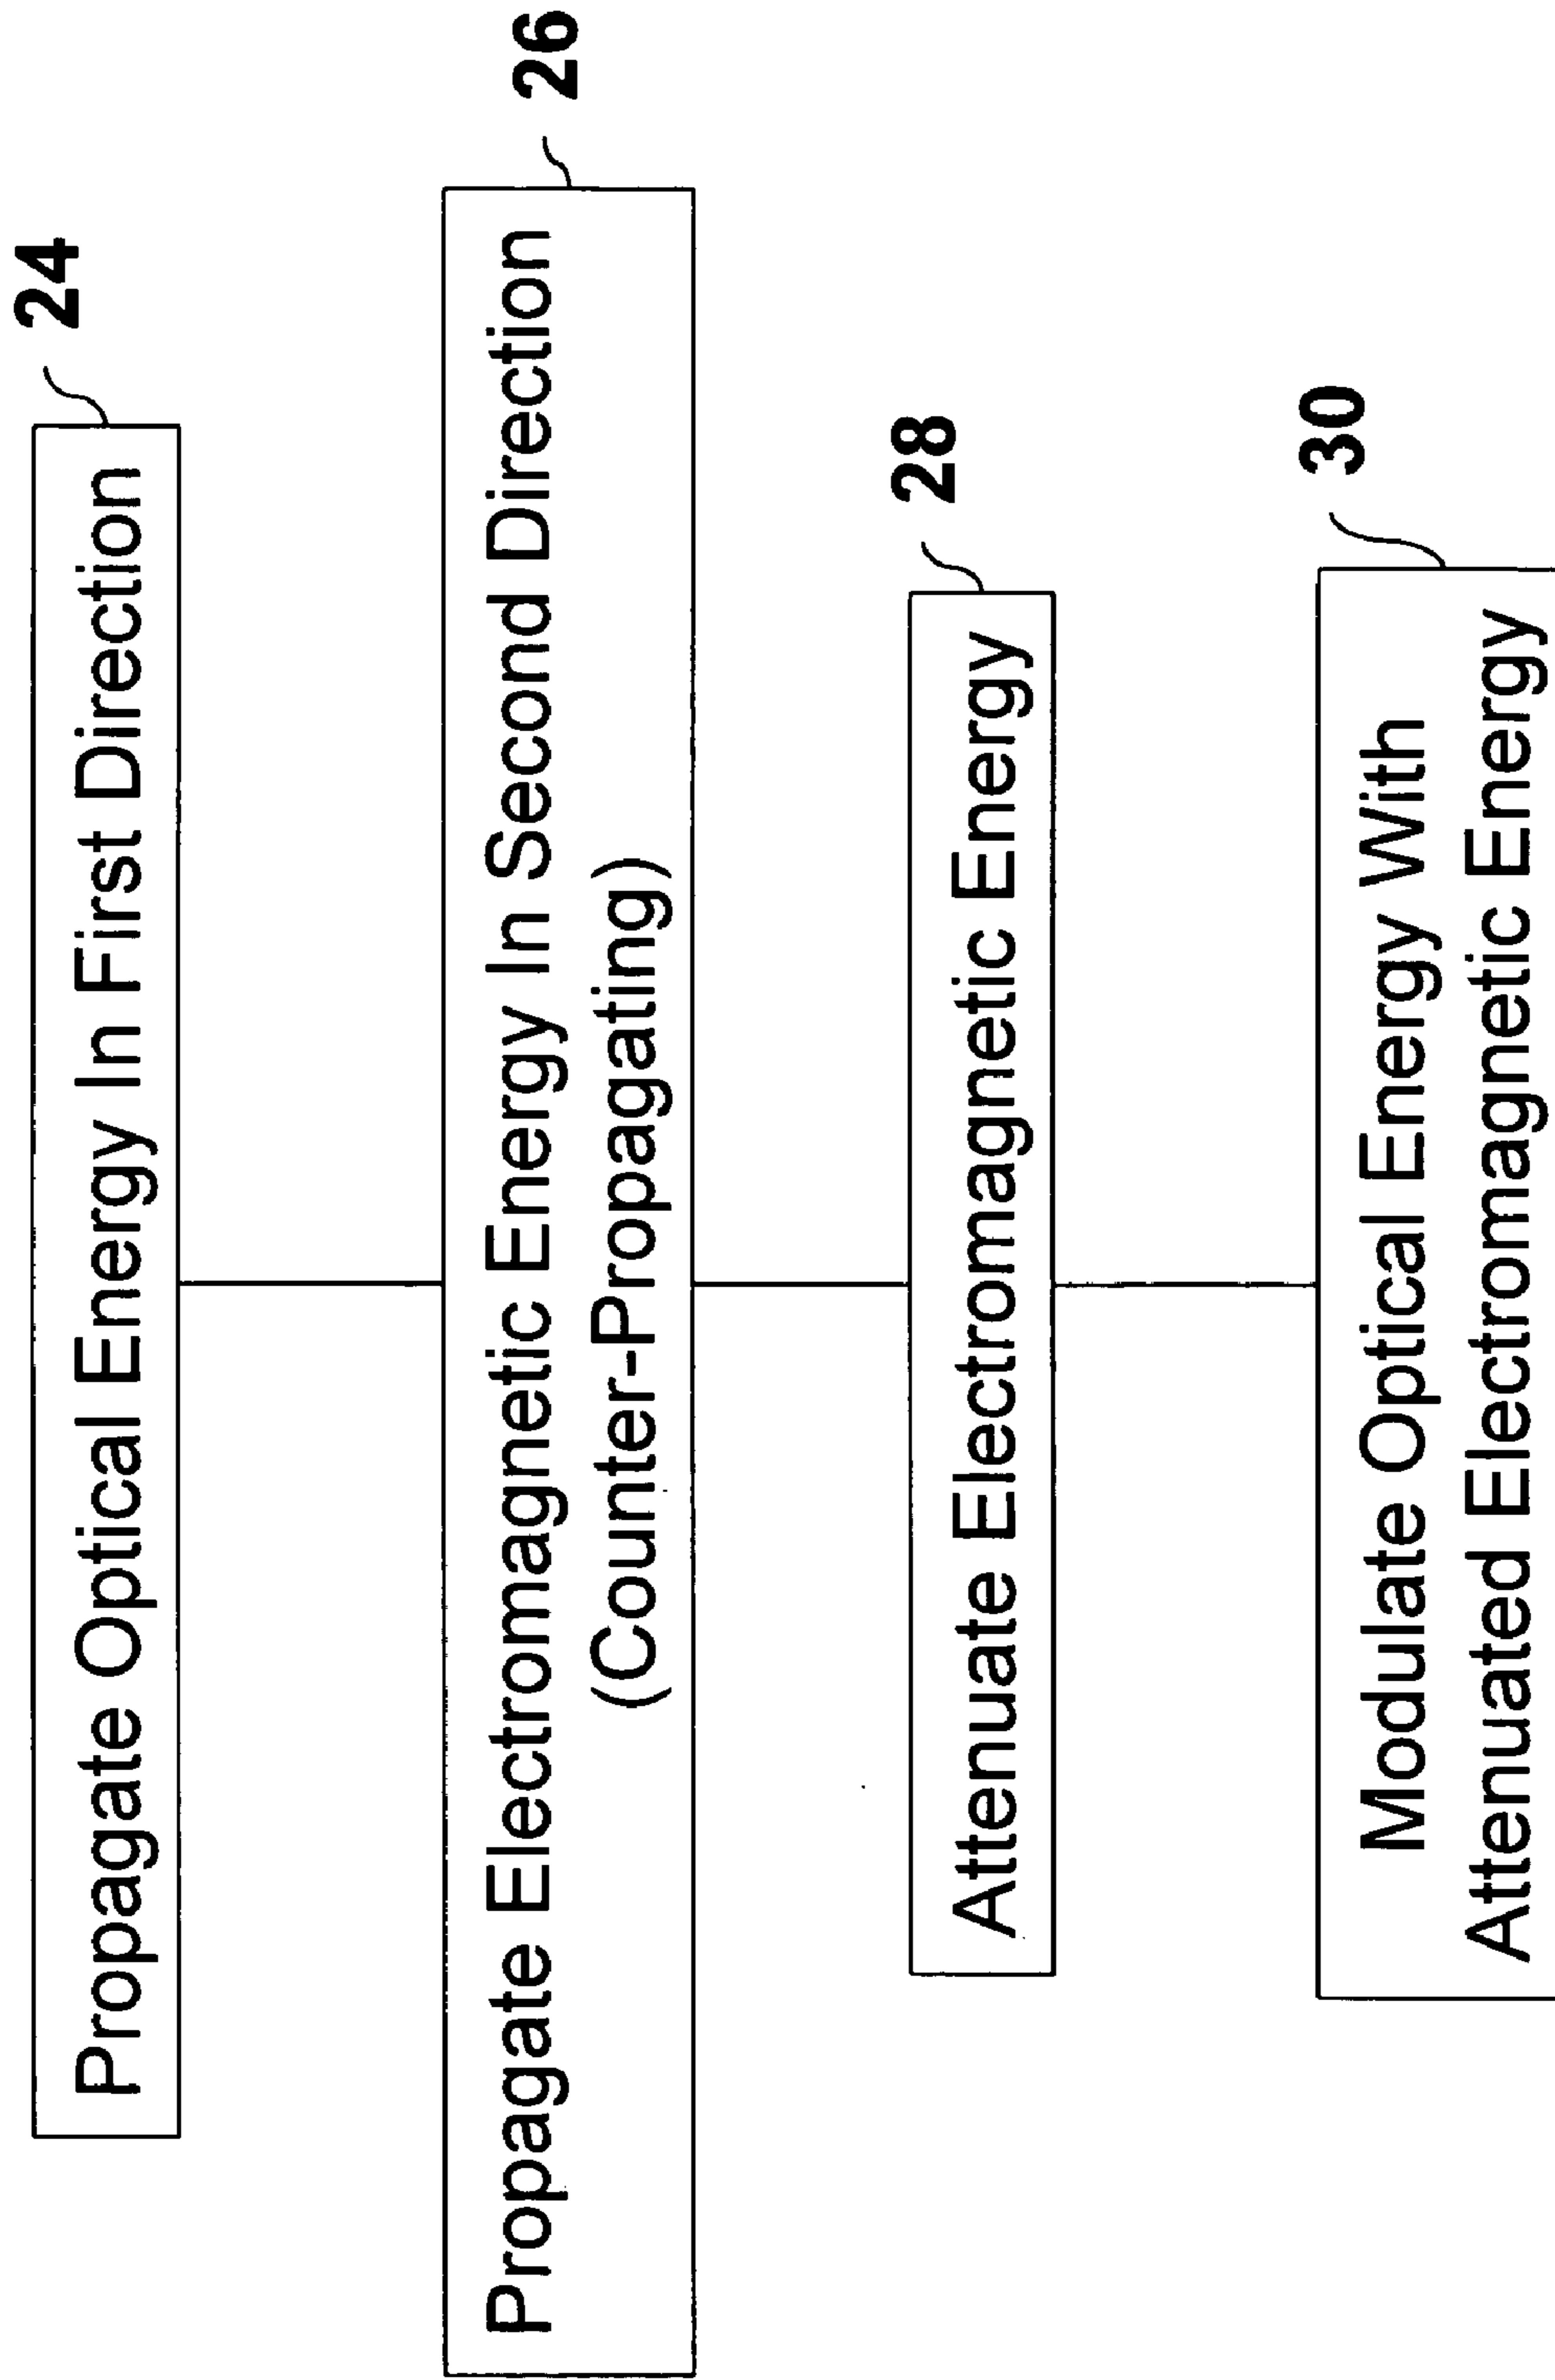 24
Propagate Optical Energy In First Direction
26
Propagate Electromagnetic Energy In Second Direction
(Counter-Propagating)
28
Attenuate Electromagnetic Energy
30
Modulate Optical Energy With
Attenuated Electromagnetic Energy